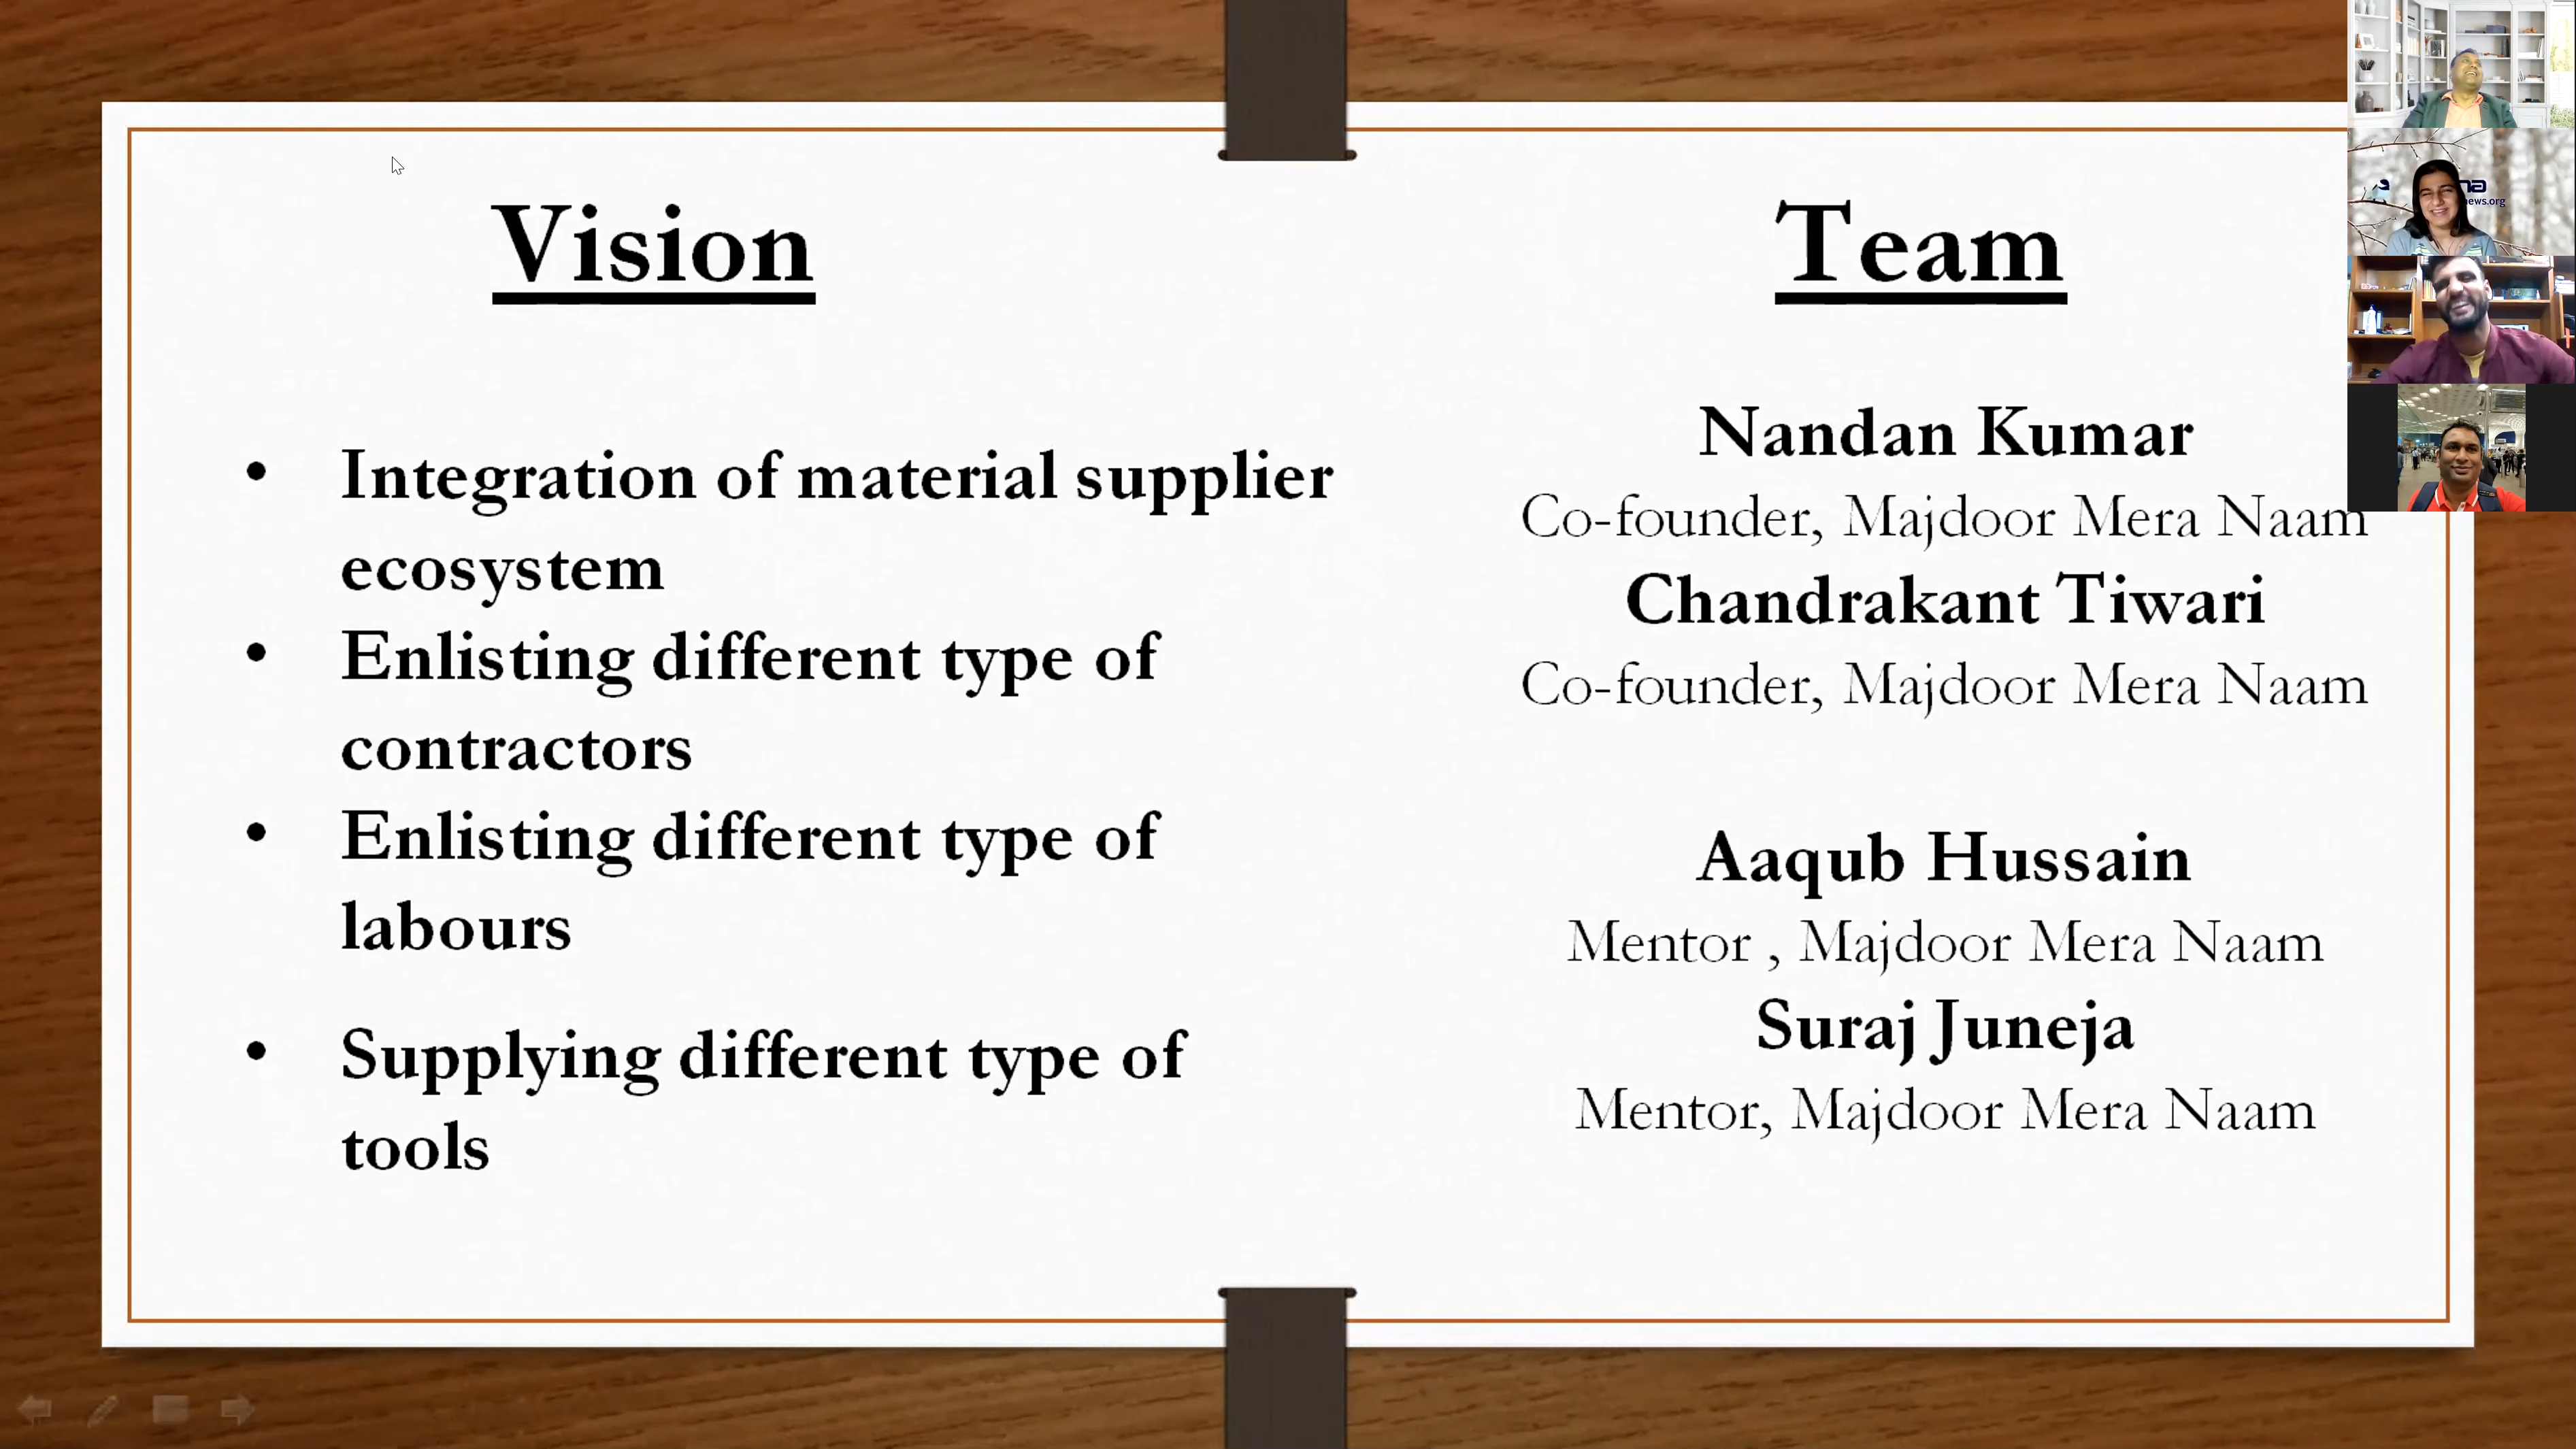 Vision
Integration of material supplier
ecosystem
Enlisting different type of
contractors
Enlisting different type of
labours
Supplying different type of
tools
Team
Nandan Kumar
Co-founder, Majdoor Mera Naam
Chandrakant Tiwari
Co-founder, Majdoor Mera Naam
Aaqub Hussain
Mentor , Majdoor Mera Naam
Suraj Juneja
Mentor, Majdoor Mera Naam